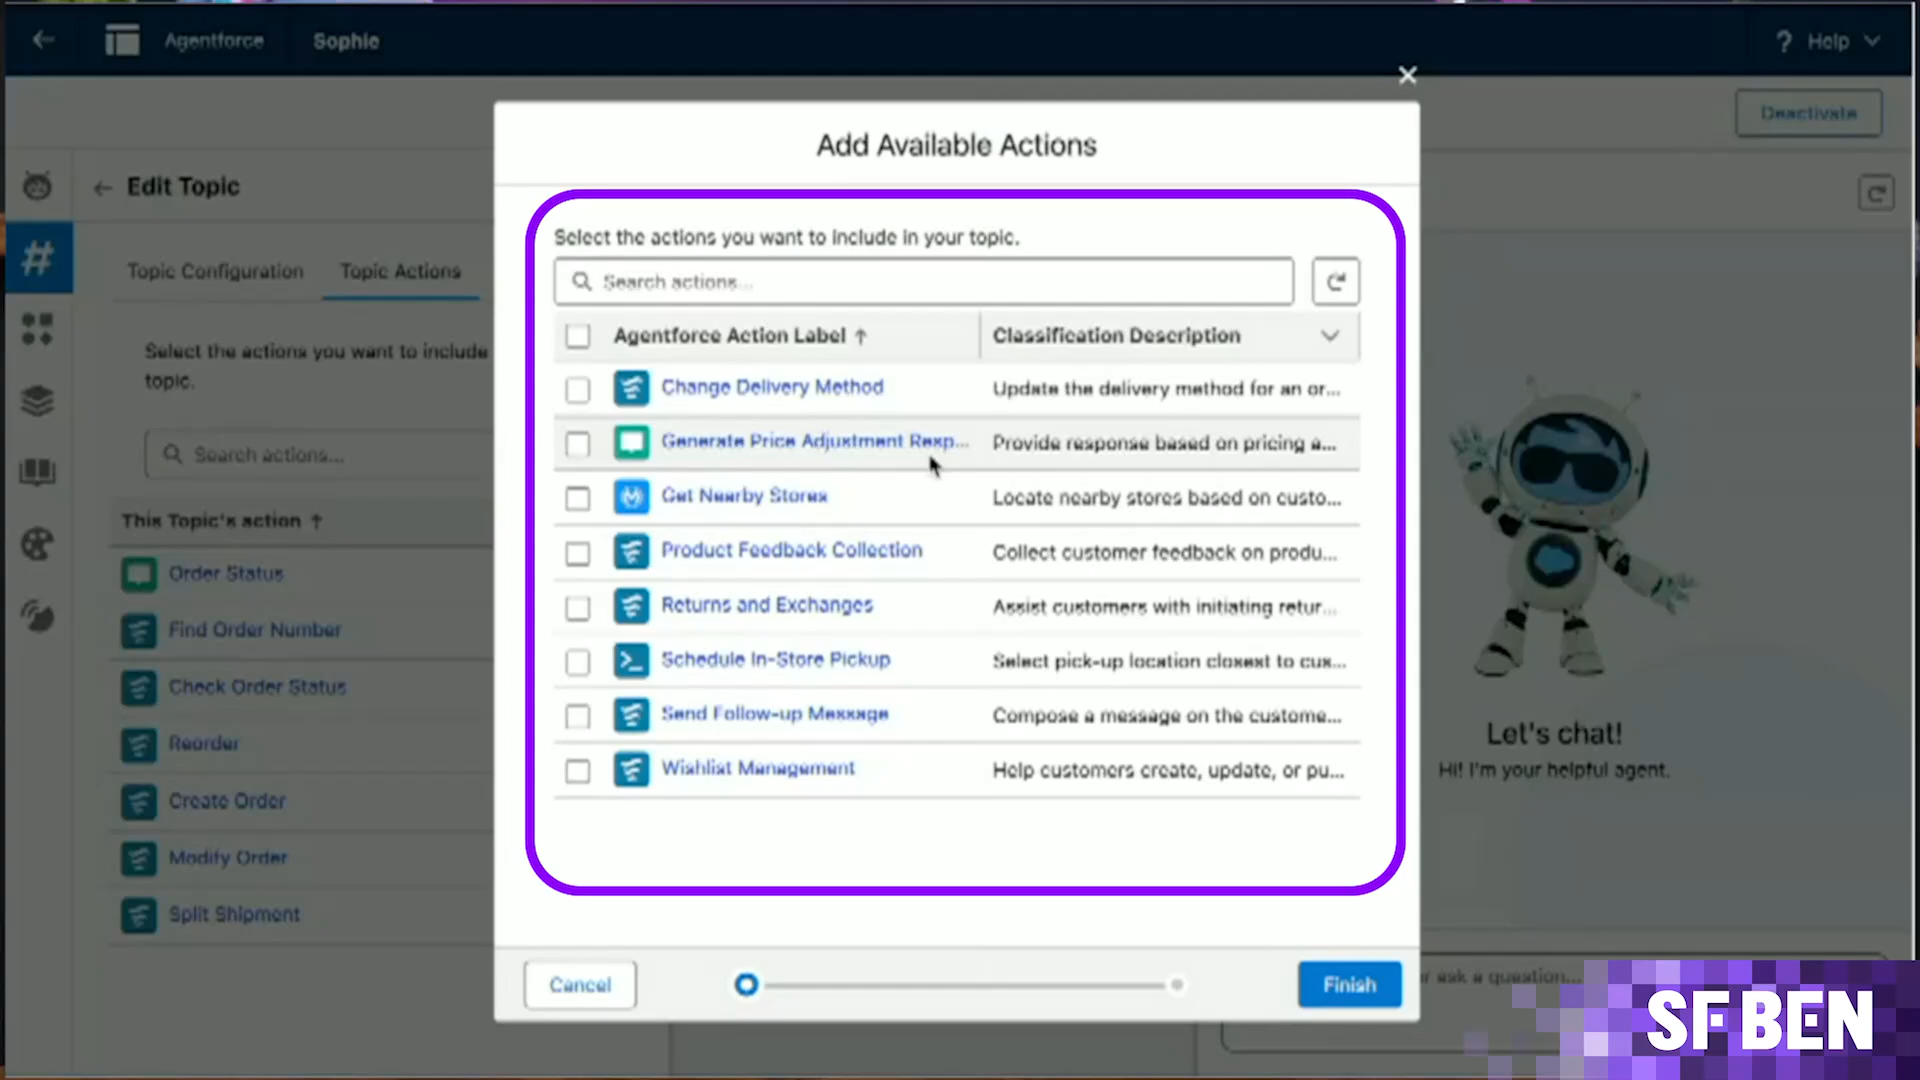 Agentforce
Sophie
? Help
Deactivate
Edit Topic
Topic Configuration
Topic Actions
Select the actions you want to include
topic.
Search actions...
This Topic's action ↑
Order Status
Find Order Number
Check Order Status
Reorder
Create Order
Modify Order
Split Shipment
Add Available Actions
Select the actions you want to include in your topic.
Search actions...
Agentforce Action Label ↑ Classification Description
Change Delivery Method Update the delivery method for an or...
Generate Price Adjustment Resp... Provide response based on pricing a...
Get Nearby Stores Locate nearby stores based on custo...
Product Feedback Collection Collect customer feedback on produ...
Returns and Exchanges Assist customers with initiating retur...
Schedule In-Store Pickup Select pick-up location closest to cus...
Send Follow-up Message Compose a message on the custome...
Wishlist Management Help customers create, update, or pu...
Cancel
Finish
Let's chat!
Hi! I'm your helpful agent.
r ask a question...
SF BEN